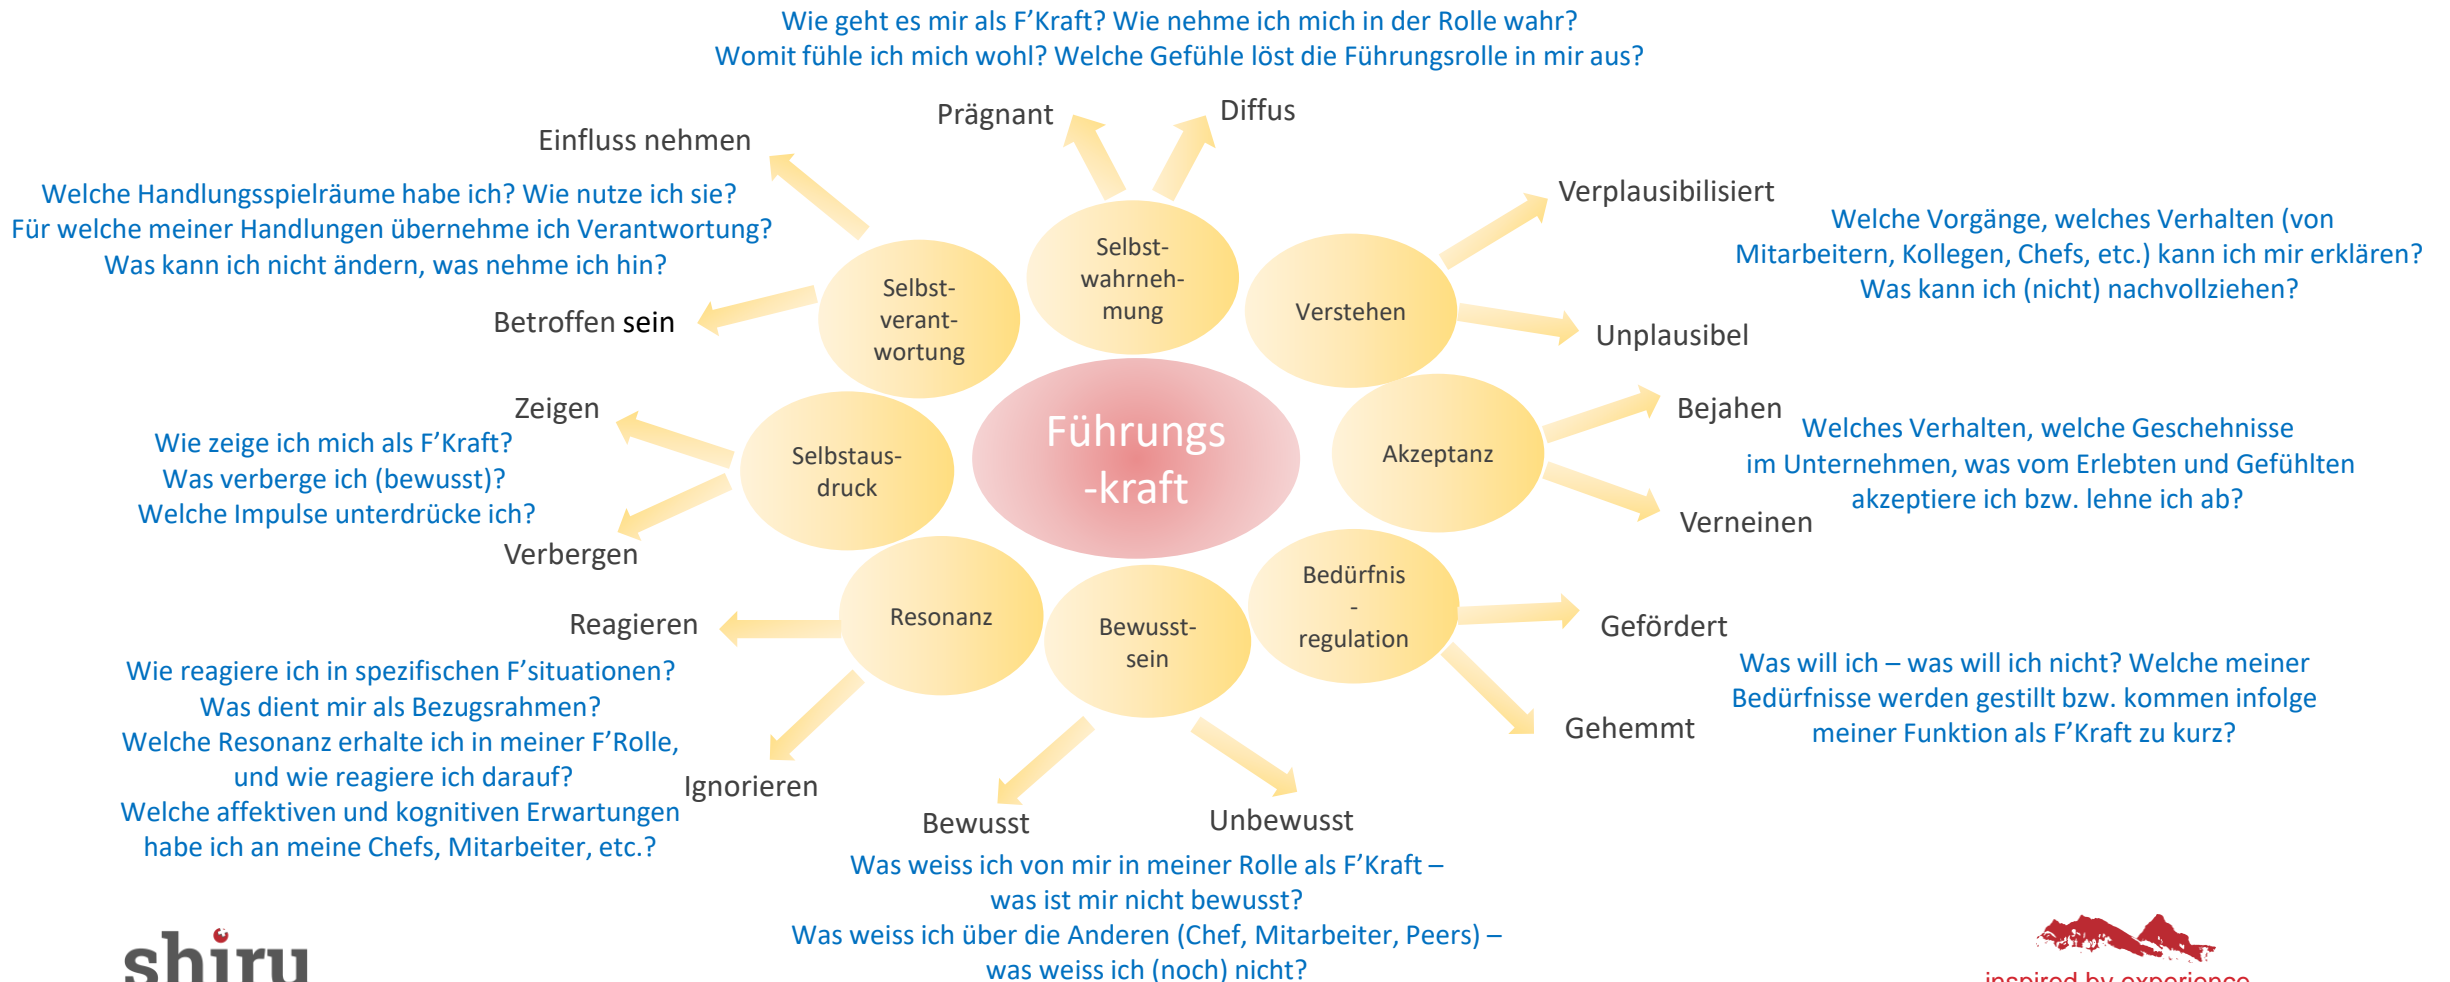 Wie geht es mir als F’Kraft? Wie nehme ich mich in der Rolle wahr?
Womit fühle ich mich wohl? Welche Gefühle löst die Führungsrolle in mir aus?
Prägnant
Diffus
Selbst-
wahrneh-
mung
Verplausibilisiert
Unplausibel
Verstehen
Welche Vorgänge, welches Verhalten (von
Mitarbeitern, Kollegen, Chefs, etc.) kann ich mir erklären?
Was kann ich (nicht) nachvollziehen?
Bejahen
Verneinen
Akzeptanz
Welches Verhalten, welche Geschehnisse
im Unternehmen, was vom Erlebten und Gefühlten
akzeptiere ich bzw. lehne ich ab?
Bedürfnis
-
regulation
Gefördert
Gehemmt
Was will ich – was will ich nicht? Welche meiner
Bedürfnisse werden gestillt bzw. kommen infolge
meiner Funktion als F’Kraft zu kurz?
Bewusst-
sein
Bewusst
Unbewusst
Was weiss ich von mir in meiner Rolle als F’Kraft –
was ist mir nicht bewusst?
Was weiss ich über die Anderen (Chef, Mitarbeiter, Peers) –
was weiss ich (noch) nicht?
Resonanz
Reagieren
Ignorieren
Wie reagiere ich in spezifischen F’situationen?
Was dient mir als Bezugsrahmen?
Welche Resonanz erhalte ich in meiner F’Rolle,
und wie reagiere ich darauf?
Welche affektiven und kognitiven Erwartungen
habe ich an meine Chefs, Mitarbeiter, etc.?
Selbstaus-
druck
Zeigen
Verbergen
Wie zeige ich mich als F’Kraft?
Was verberge ich (bewusst)?
Welche Impulse unterdrücke ich?
Selbst-
verant-
wortung
Einfluss nehmen
Betroffen sein
Welche Handlungsspielräume habe ich? Wie nutze ich sie?
Für welche meiner Handlungen übernehme ich Verantwortung?
Was kann ich nicht ändern, was nehme ich hin?
Führungs
-kraft
shiru
inspired by experience